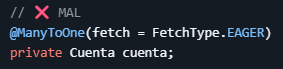 // ❌ MAL
@ManyToOne(fetch = FetchType.EAGER)
private Cuenta cuenta;